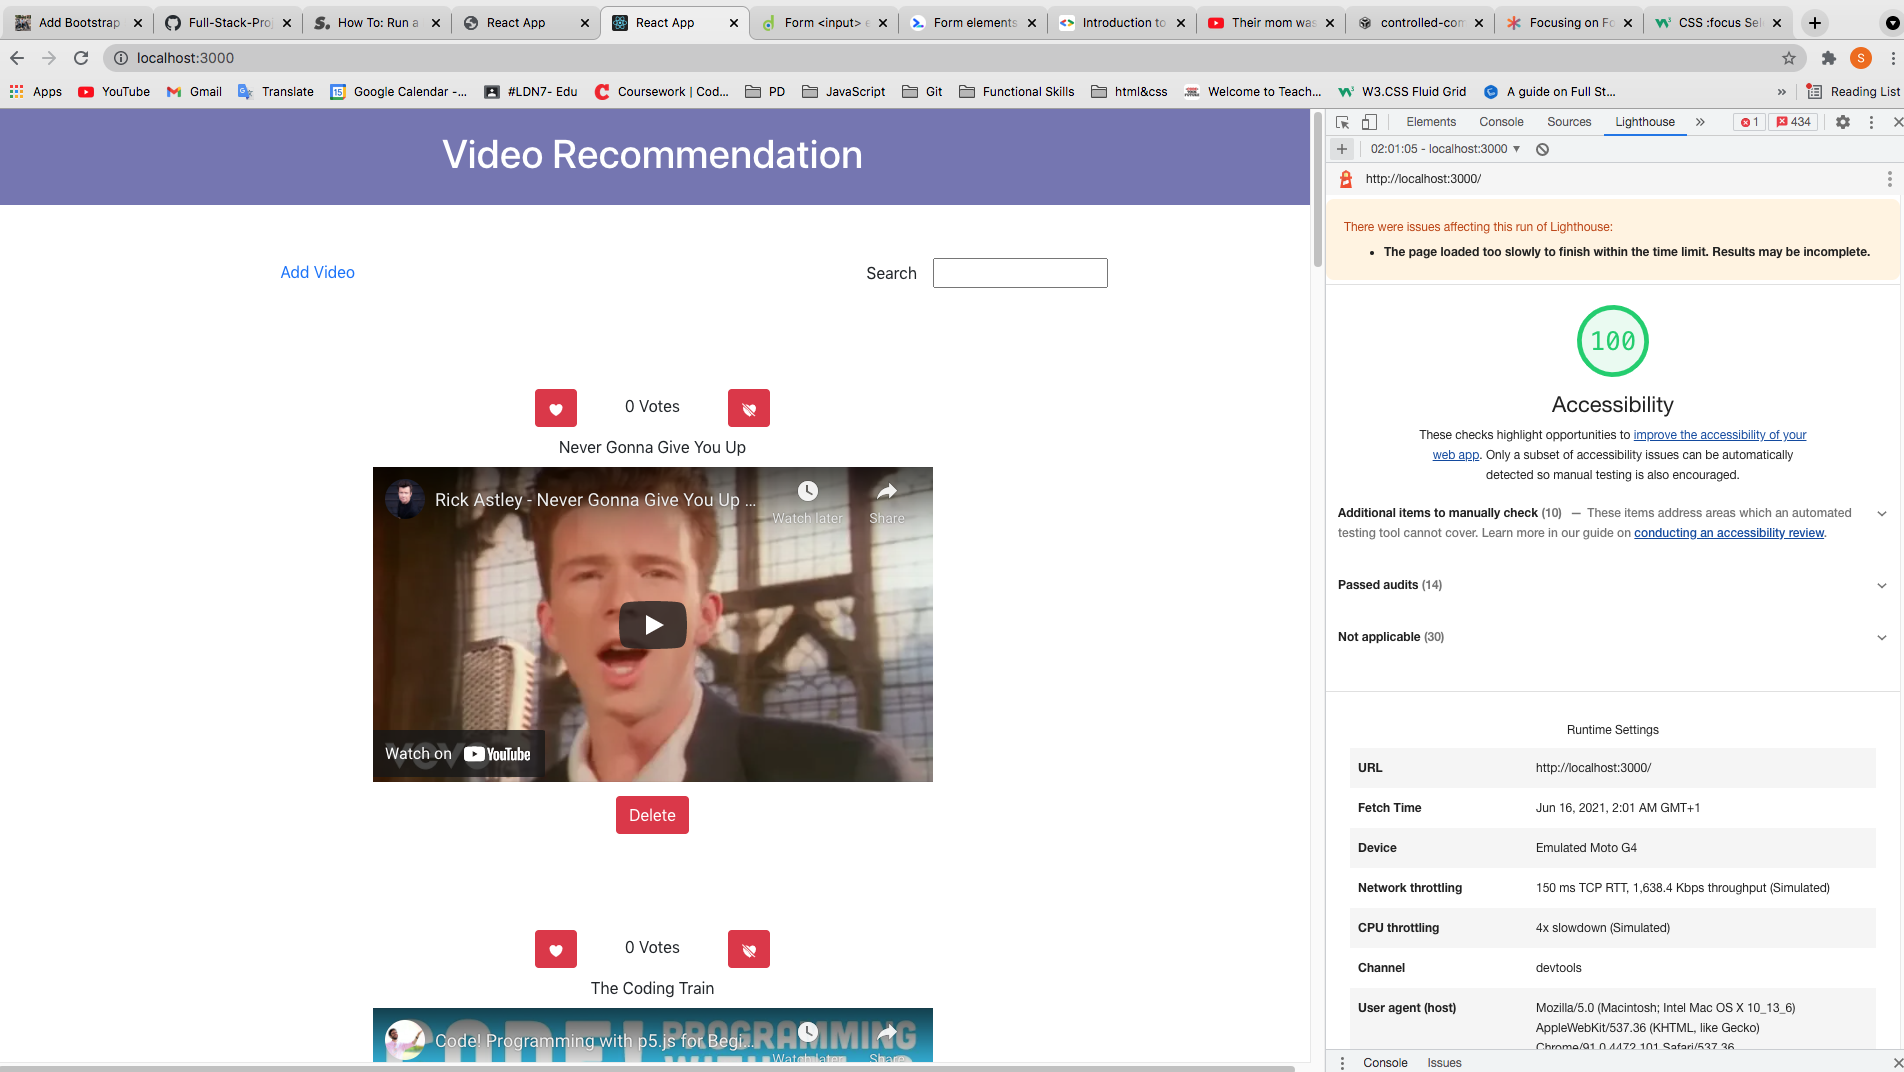 Add Bootstrap
Full-Stack-Proj
How To: Run a
React App
React App
Form <input> e
Form elements
Introduction to
Their mom was
controlled-com
Focusing on Fo
CSS :focus Sel
localhost:3000
S
Apps
YouTube
Gmail
Translate
Google Calendar -...
#LDN7- Edu
Coursework | Cod...
PD
JavaScript
Git
Functional Skills
html&css
Welcome to Teach...
W3.CSS Fluid Grid
A guide on Full St...
»
Reading List
Video Recommendation
Add Video
Search
0 Votes
Never Gonna Give You Up
Rick Astley - Never Gonna Give You Up ...
Watch later
Share
Watch on YouTube
vevo
Delete
0 Votes
The Coding Train
Code! Programming with p5.js for Begi...
CODE! PROGRAMMING
Watch later
Share
Elements
Console
Sources
Lighthouse
»
1
434
02:01:05 - localhost:3000
http://localhost:3000/
There were issues affecting this run of Lighthouse:
• The page loaded too slowly to finish within the time limit. Results may be incomplete.
100
Accessibility
These checks highlight opportunities to improve the accessibility of your
web app. Only a subset of accessibility issues can be automatically
detected so manual testing is also encouraged.
Additional items to manually check (10) — These items address areas which an automated
testing tool cannot cover. Learn more in our guide on conducting an accessibility review.
Passed audits (14)
Not applicable (30)
Runtime Settings
URL http://localhost:3000/
Fetch Time Jun 16, 2021, 2:01 AM GMT+1
Device Emulated Moto G4
Network throttling 150 ms TCP RTT, 1,638.4 Kbps throughput (Simulated)
CPU throttling 4x slowdown (Simulated)
Channel devtools
User agent (host) Mozilla/5.0 (Macintosh; Intel Mac OS X 10_13_6)
AppleWebKit/537.36 (KHTML, like Gecko)
Chrome/91.0.4472.101 Safari/537.36
Console
Issues